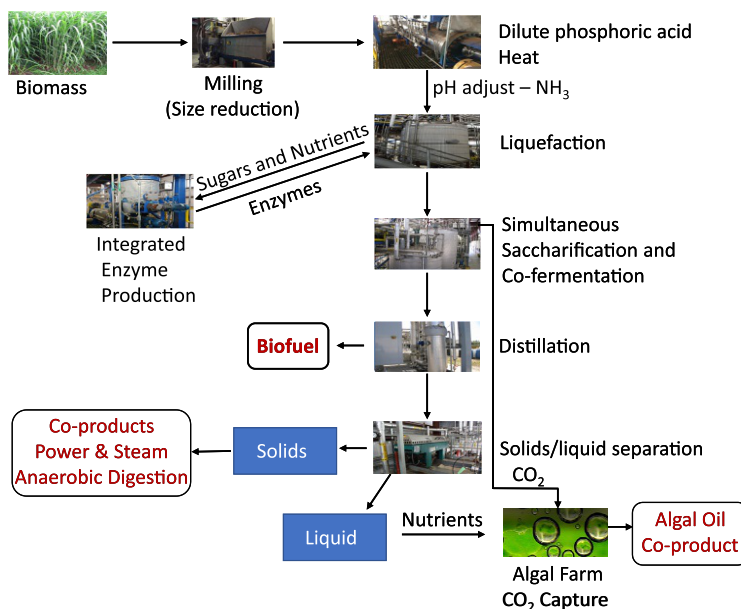 Biomass
Milling
(Size reduction)
Dilute phosphoric acid
Heat
pH adjust – NH₃
Liquefaction
Sugars and Nutrients
Enzymes
Integrated
Enzyme
Production
Simultaneous
Saccharification and
Co-fermentation
Biofuel
Distillation
Co-products
Power & Steam
Anaerobic Digestion
Solids
Solids/liquid separation
CO₂
Liquid
Nutrients
Algal Farm
CO₂ Capture
Algal Oil
Co-product